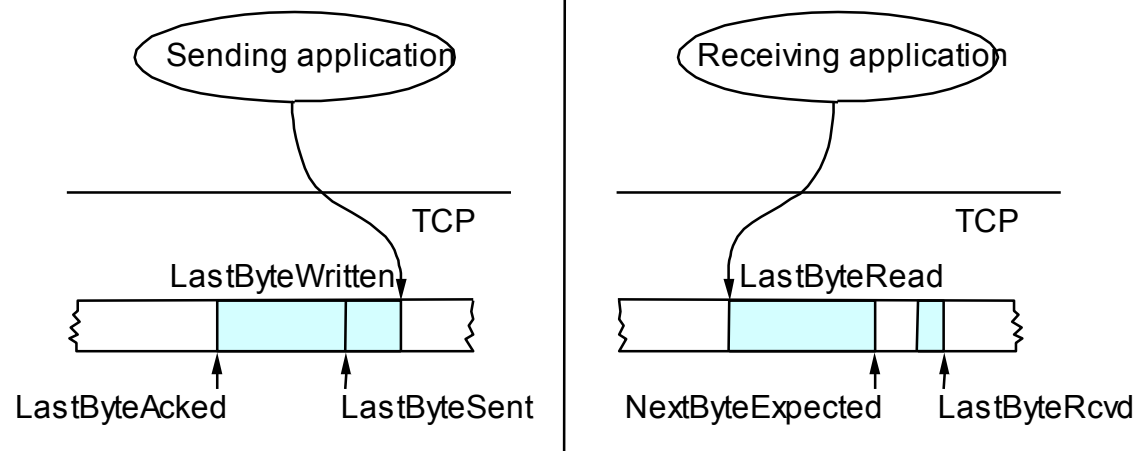 Sending application
TCP
LastByteWritten
LastByteAcked
LastByteSent
Receiving application
TCP
LastByteRead
NextByteExpected
LastByteRcvd